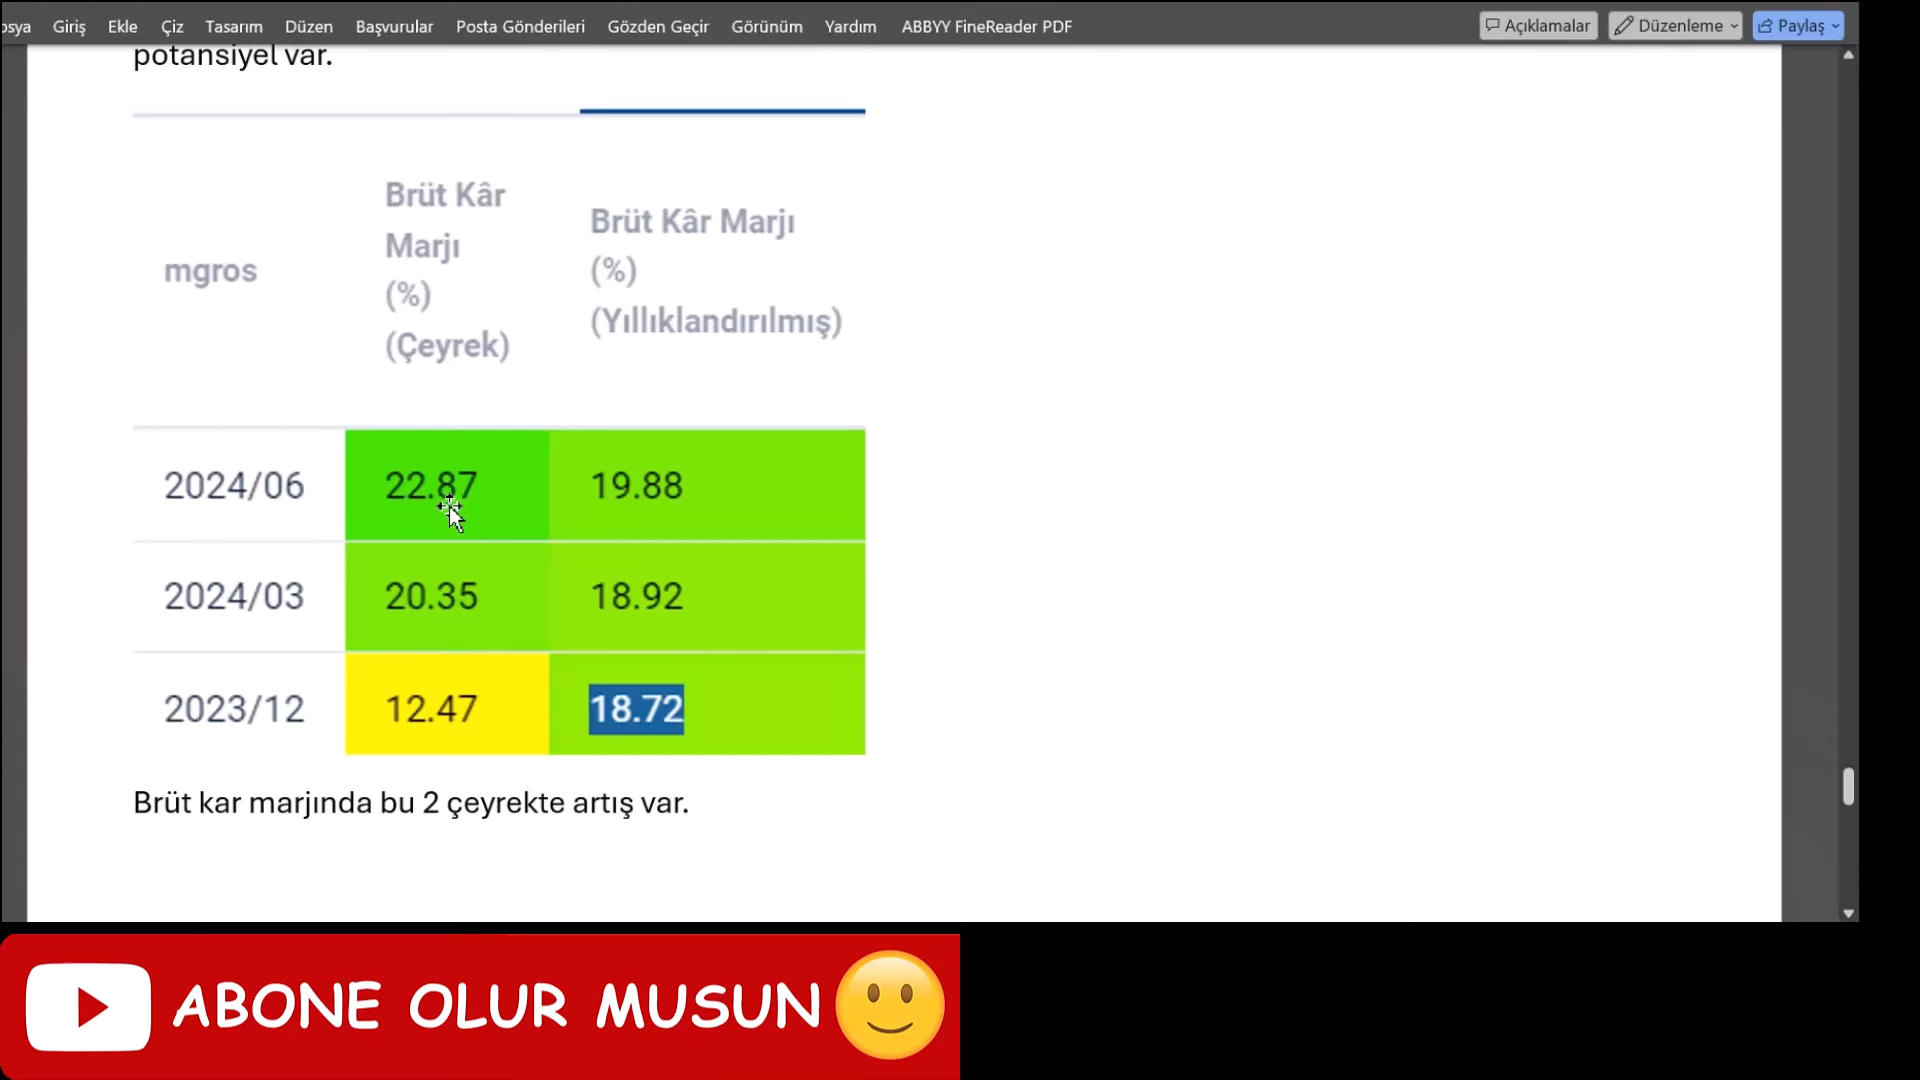 osya Giriş Ekle Çiz Tasarım Düzen Başvurular Posta Gönderileri Gözden Geçir Görünüm Yardım ABBYY FineReader PDF Açıklamalar Düzenleme Paylaş
potansiyel var.
mgros
Brüt Kâr
Marjı
(%)
(Çeyrek)
Brüt Kâr Marjı
(%)
(Yıllıklandırılmış)
2024/06 22.87 19.88
2024/03 20.35 18.92
2023/12 12.47 18.72
Brüt kar marjında bu 2 çeyrekte artış var.
ABONE OLUR MUSUN